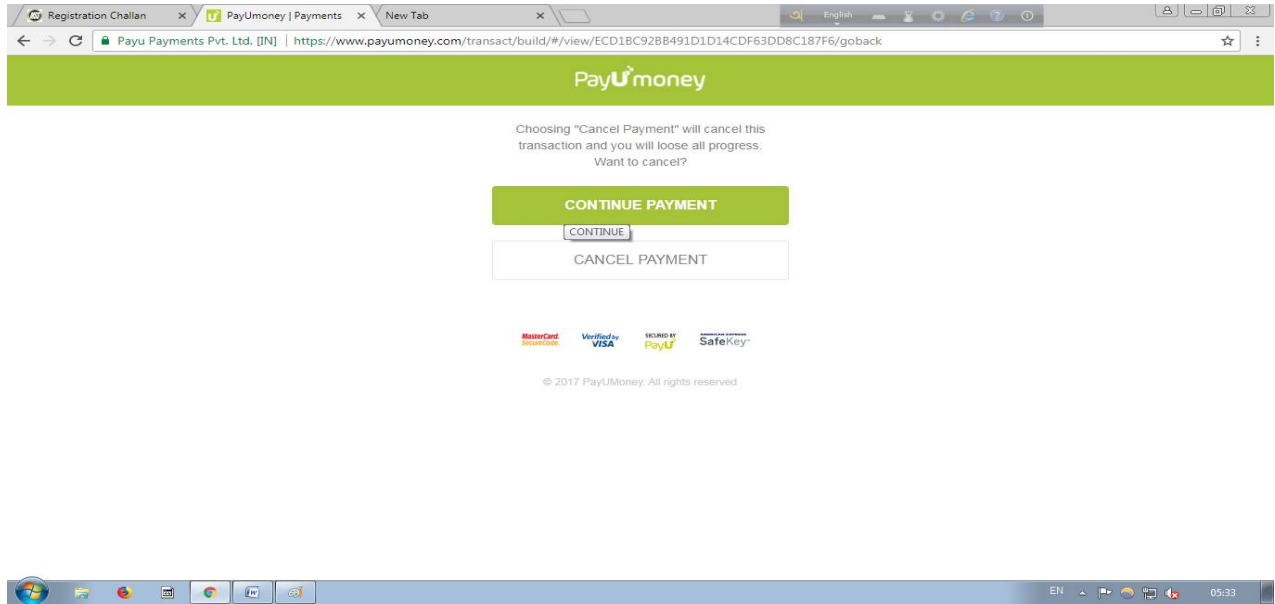 Registration Challan
PayUmoney | Payments
New Tab
English
Payu Payments Pvt. Ltd. [IN] | https://www.payumoney.com/transact/build/#/view/ECD1BC92BB491D1D14CDF63DD8C187F6/goback
PayUmoney
Choosing "Cancel Payment" will cancel this
transaction and you will loose all progress.
Want to cancel?
CONTINUE PAYMENT
CONTINUE
CANCEL PAYMENT
MasterCard.
SecureCode.
Verified by
VISA
SECURED BY
PayU
AMERICAN EXPRESS
SafeKey
© 2017 PayUMoney. All rights reserved
EN
05:33